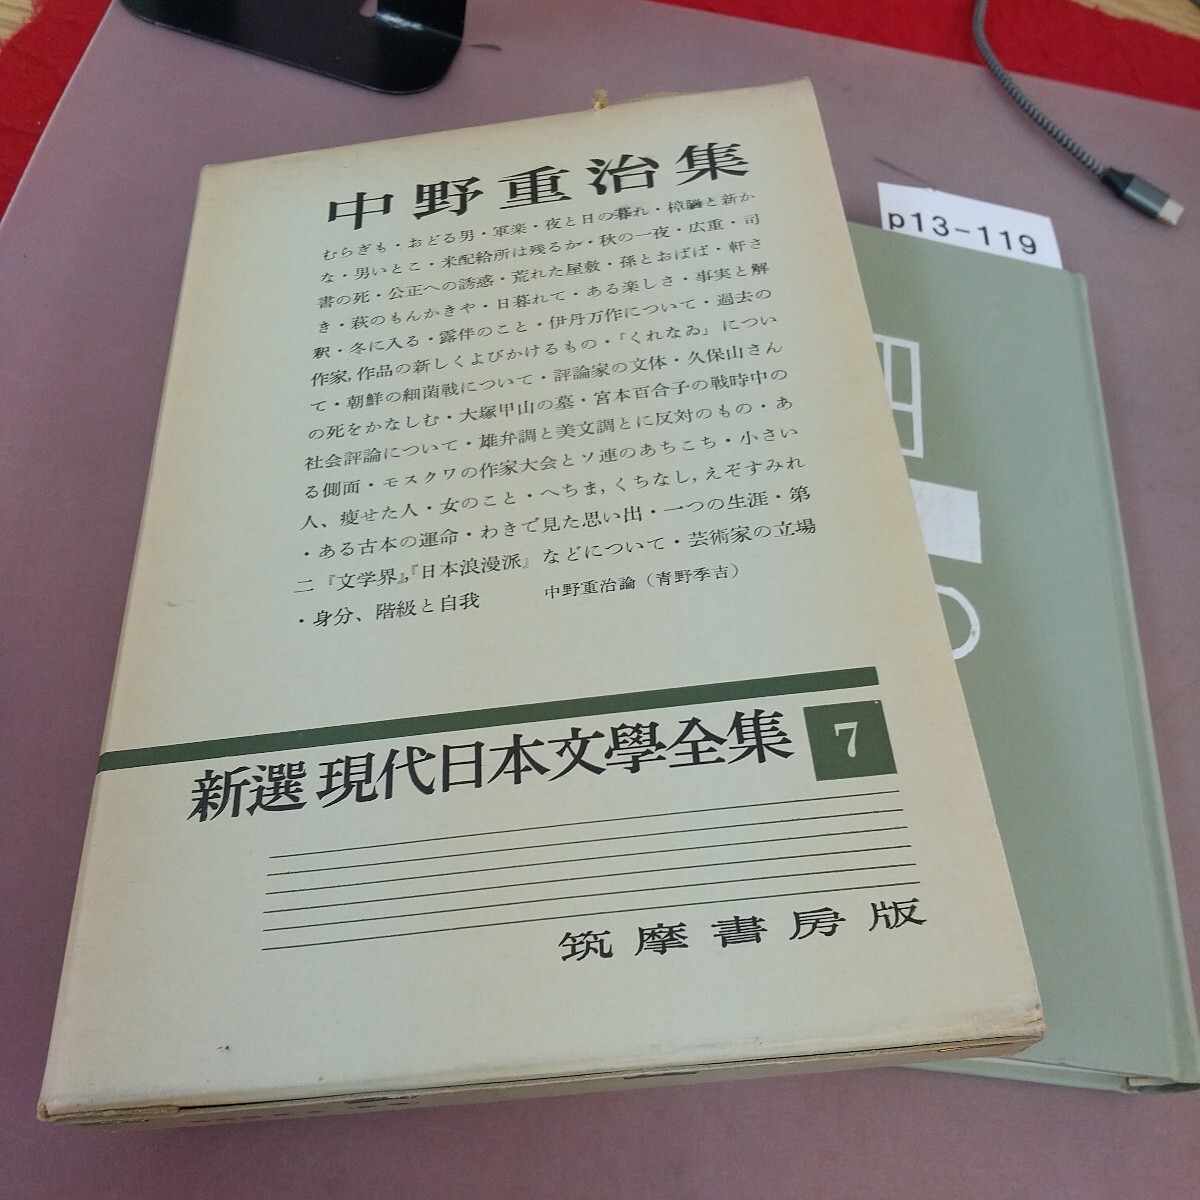 中野重治集
むらぎも・おどる男・軍楽・夜と日の暮れ・樟脳と新か
な・男いとこ・米配給所は残るか・秋の一夜・広重・司
書の死・公正への誘惑・荒れた屋敷・孫とおばば・軒さ
き・萩のもんかきや・日暮れて・ある楽しさ・事実と解
釈・冬に入る・露伴のこと・伊丹万作について・過去の
作家,作品の新しくよびかけるもの・「くれなゐ」につい
て・朝鮮の細菌戦について・評論家の文体・久保山さん
の死をかなしむ・大塚甲山の墓・宮本百合子の戦時中の
社会評論について・雄弁調と美文調とに反対のもの・あ
る側面・モスクワの作家大会とソ連のあちこち・小さい
人、痩せた人・女のこと・へちま,くちなし,えぞすみれ
・ある古本の運命・わきで見た思い出・一つの生涯・第
二『文学界』,『日本浪漫派』などについて・芸術家の立場
・身分、階級と自我 中野重治論（青野季吉）
新選 現代日本文學全集 7
筑摩書房版
p13-119